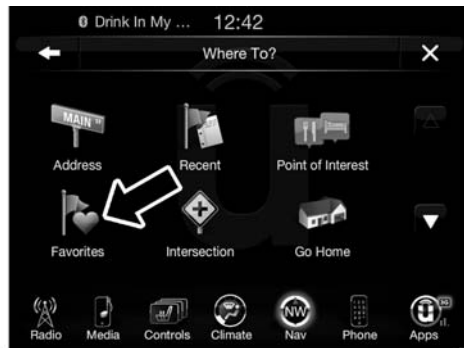 Drink In My ... 12:42
Where To?
MAIN
Address Recent Point of Interest
Favorites Intersection Go Home
NW
Radio Media Controls Climate Nav Phone Apps
3G